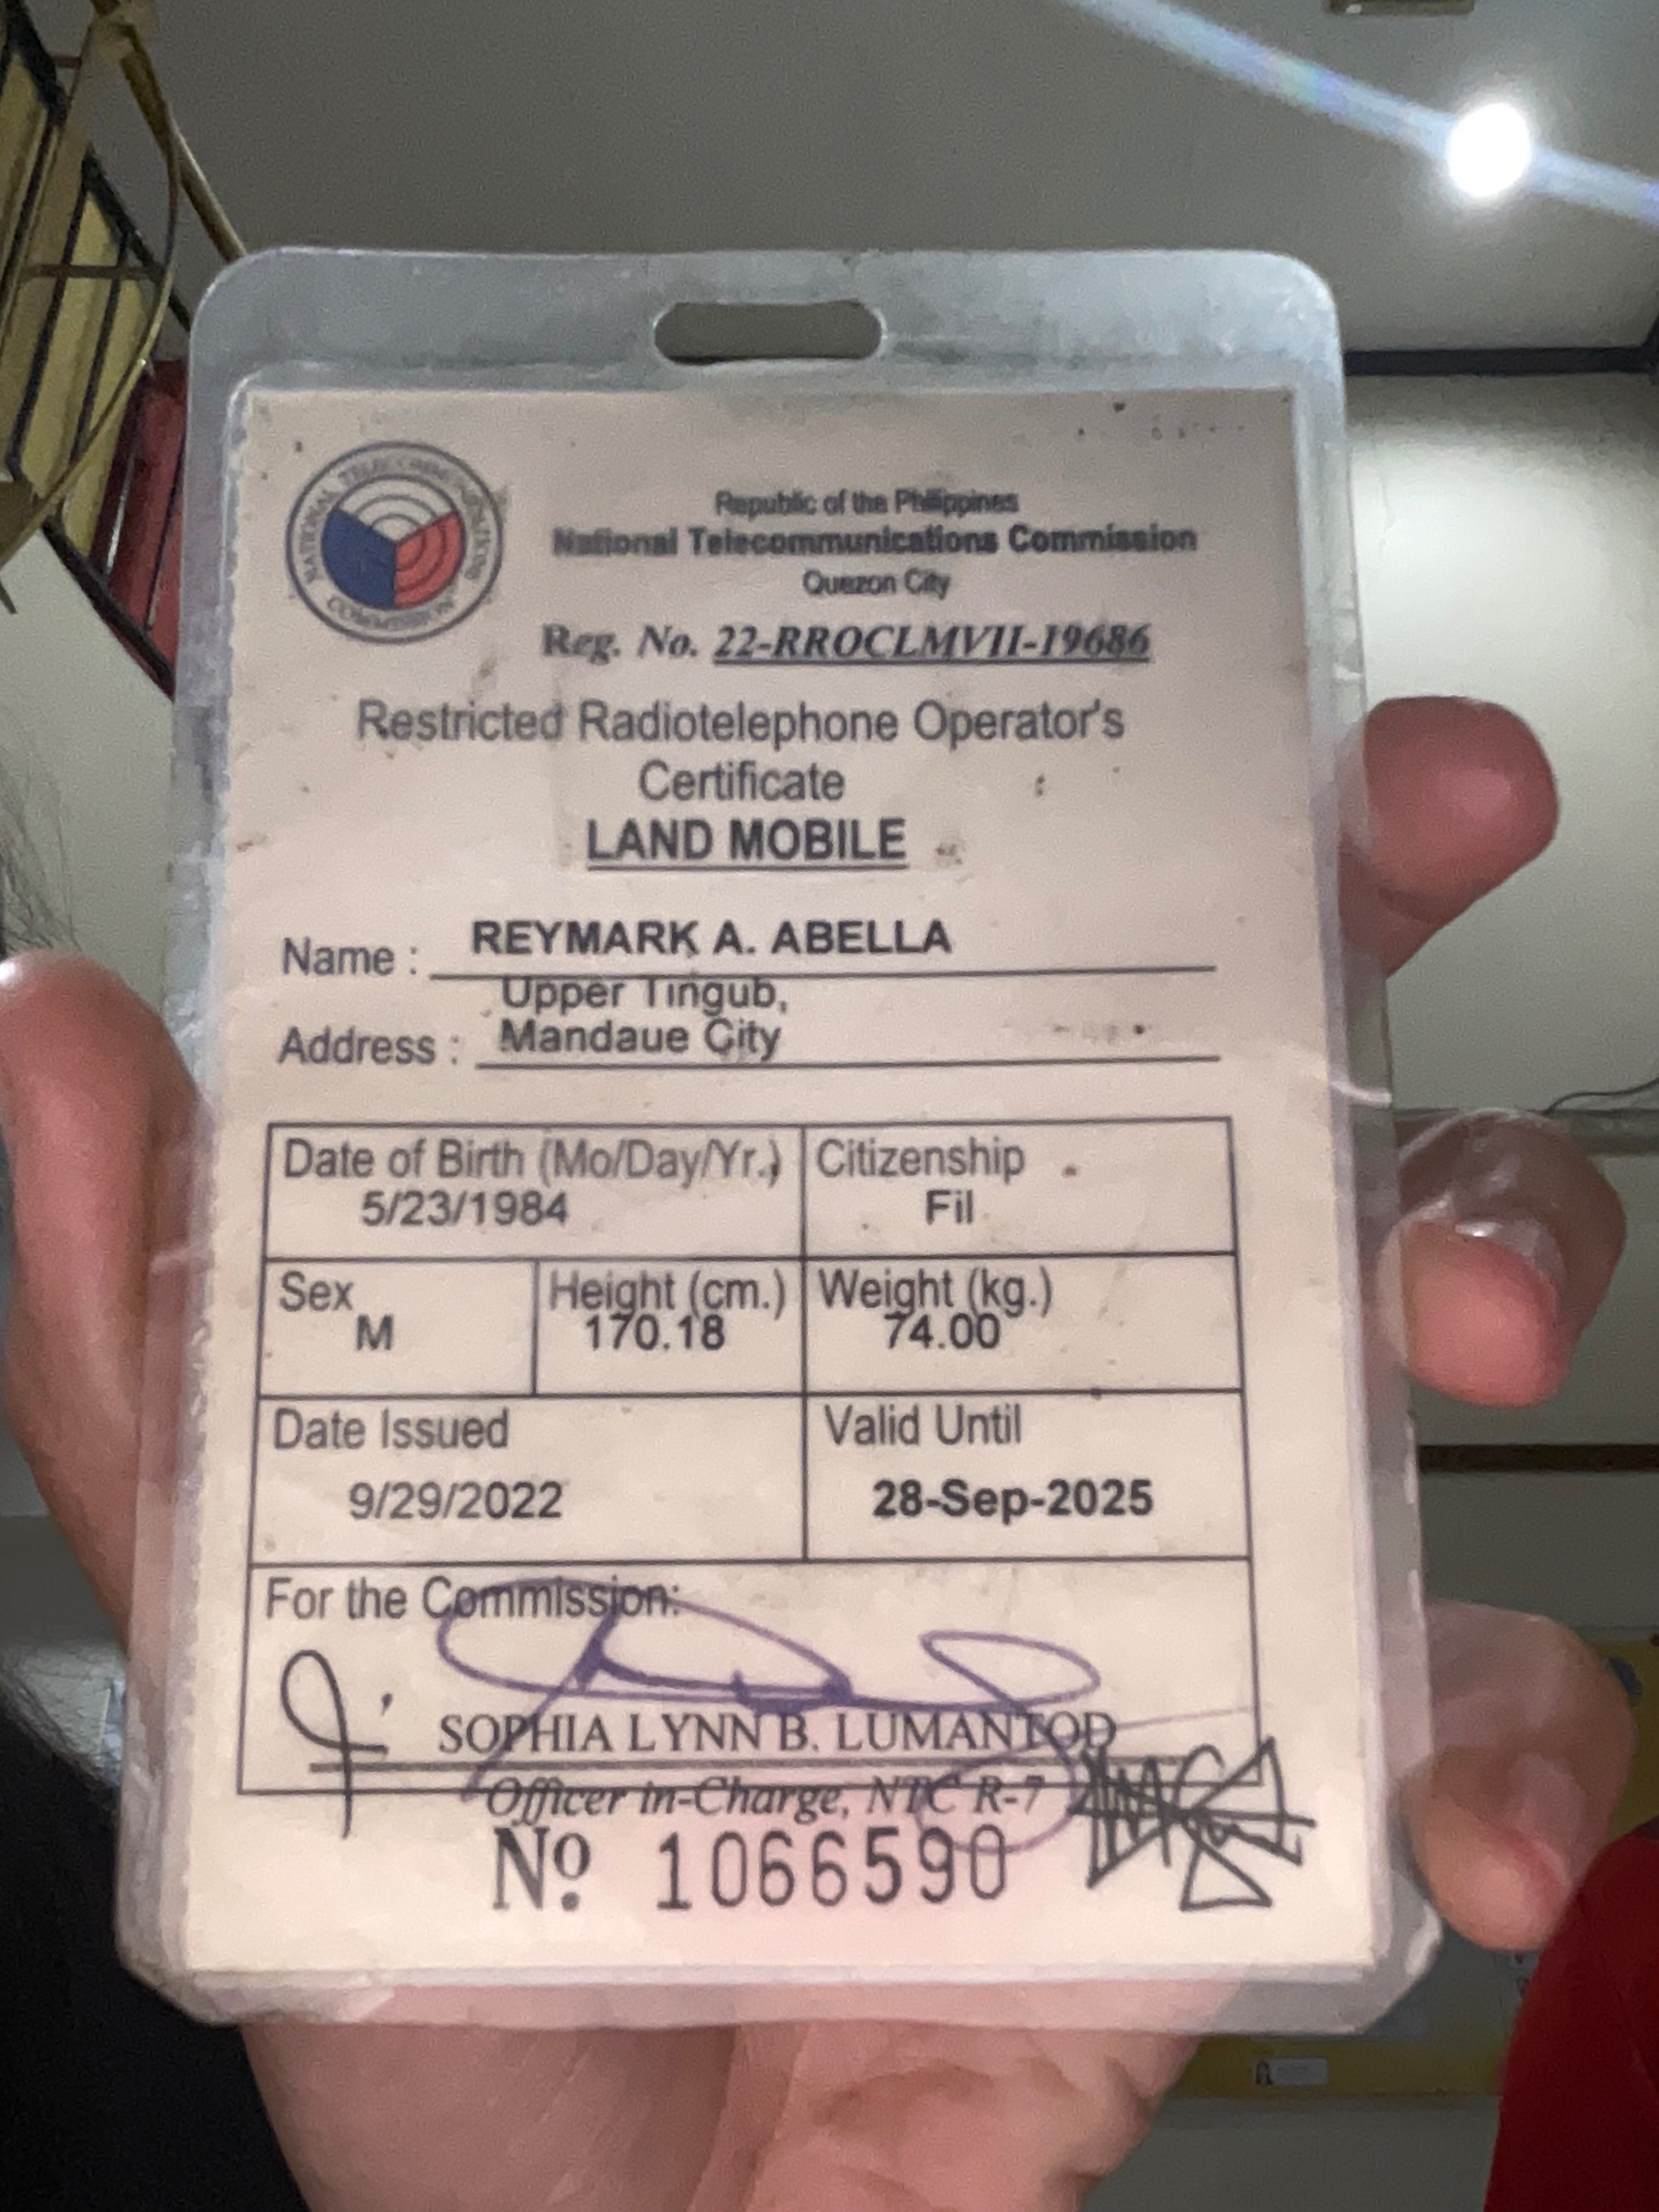 NATIONAL TELECOMMUNICATIONS COMMISSION
Republic of the Philippines
National Telecommunications Commission
Quezon City
Reg. No. 22-RROCLMVII-19686
Restricted Radiotelephone Operator's
Certificate
LAND MOBILE
Name : REYMARK A. ABELLA
Upper Tingub,
Address : Mandaue City
Date of Birth (Mo/Day/Yr.) Citizenship
5/23/1984 Fil
Sex Height (cm.) Weight (kg.)
M 170.18 74.00
Date Issued Valid Until
9/29/2022 28-Sep-2025
For the Commission:
SOPHIA LYNN B. LUMANTOD
Officer in-Charge, NTC R-7
Nº. 1066590